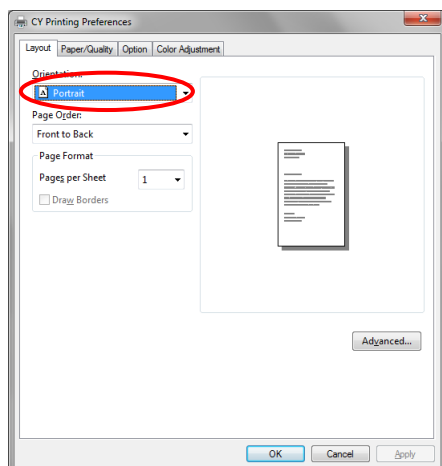 CY Printing Preferences
Layout Paper/Quality Option Color Adjustment
Orientation:
Portrait
Page Order:
Front to Back
Page Format
Pages per Sheet 1
Draw Borders
Advanced...
OK Cancel Apply